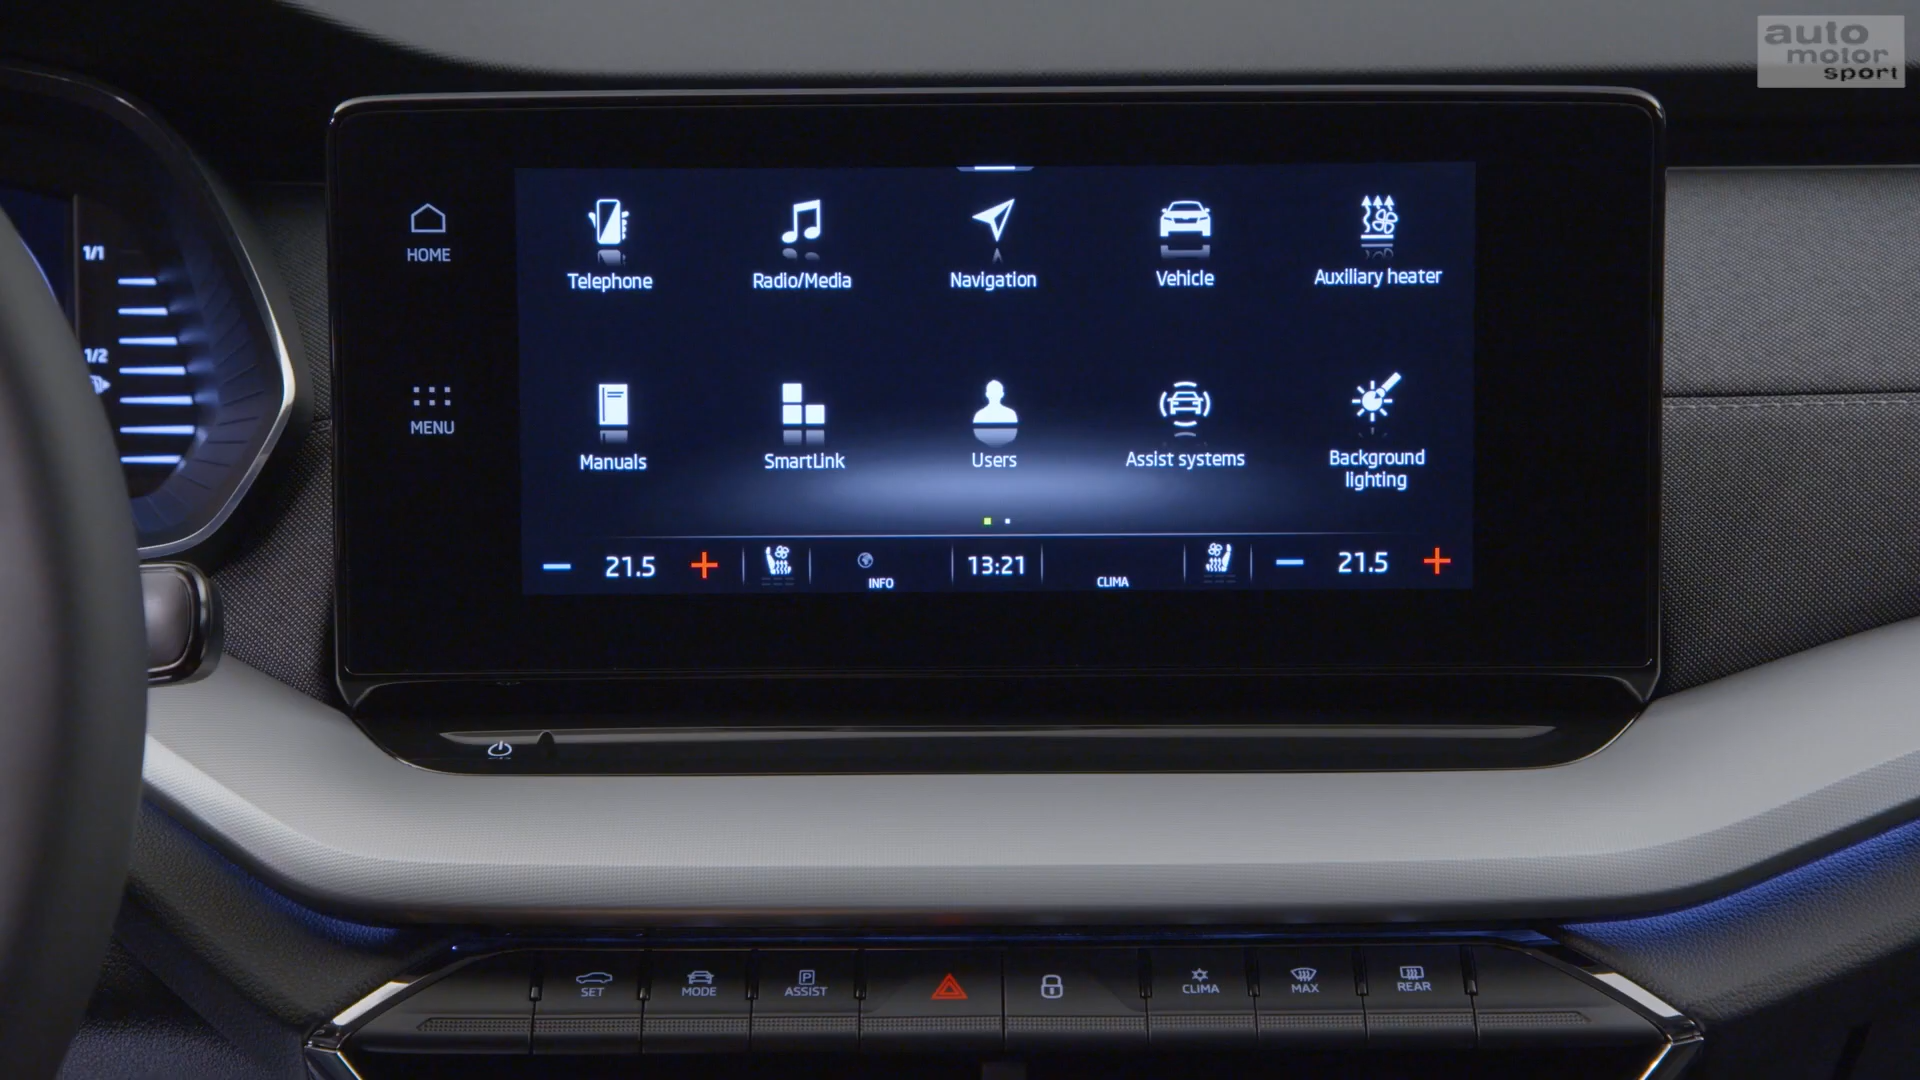 auto
motor
sport
1/1
1/2
HOME
MENU
Telephone
Radio/Media
Navigation
Vehicle
Auxiliary heater
Manuals
SmartLink
Users
Assist systems
Background
lighting
21.5
INFO
13:21
CLIMA
21.5
SET
MODE
P
ASSIST
CLIMA
MAX
REAR